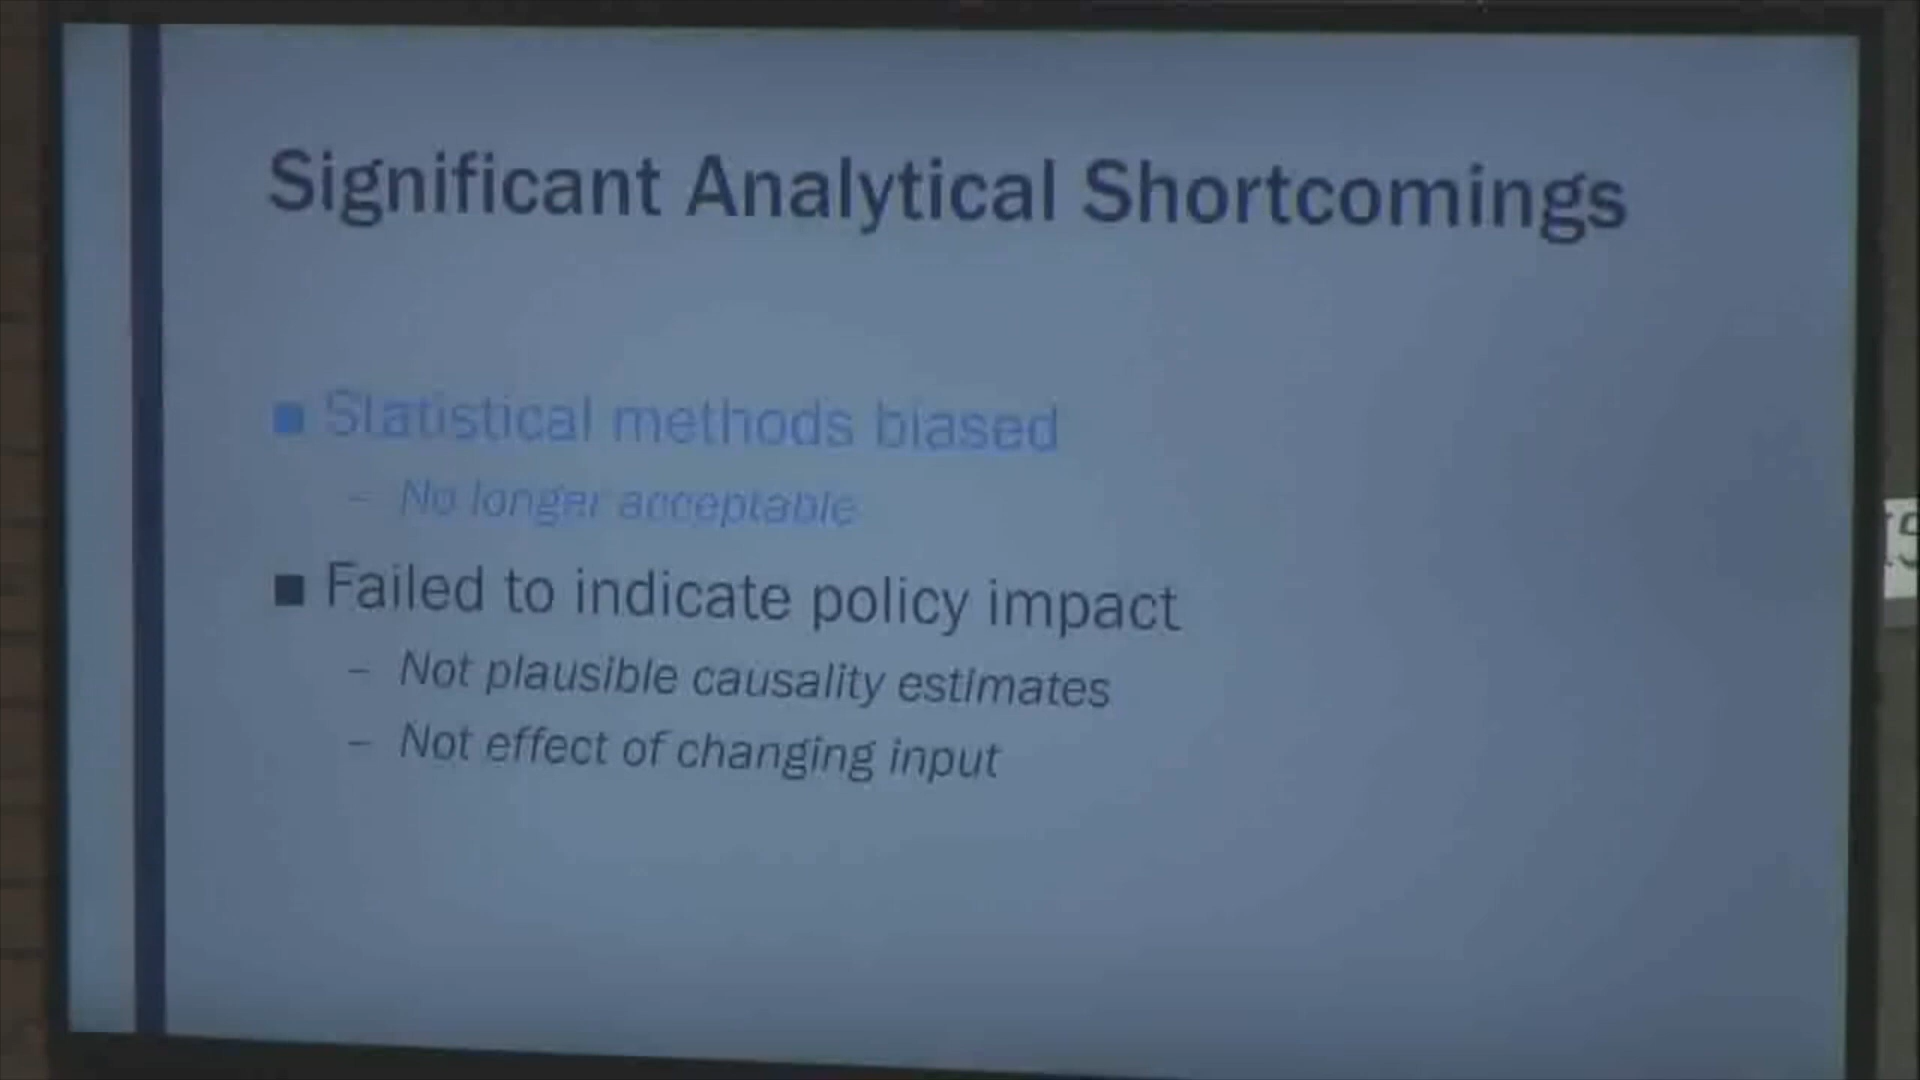 Significant Analytical Shortcomings
■ Statistical methods biased
– No longer acceptable
■ Failed to indicate policy impact
– Not plausible causality estimates
– Not effect of changing input